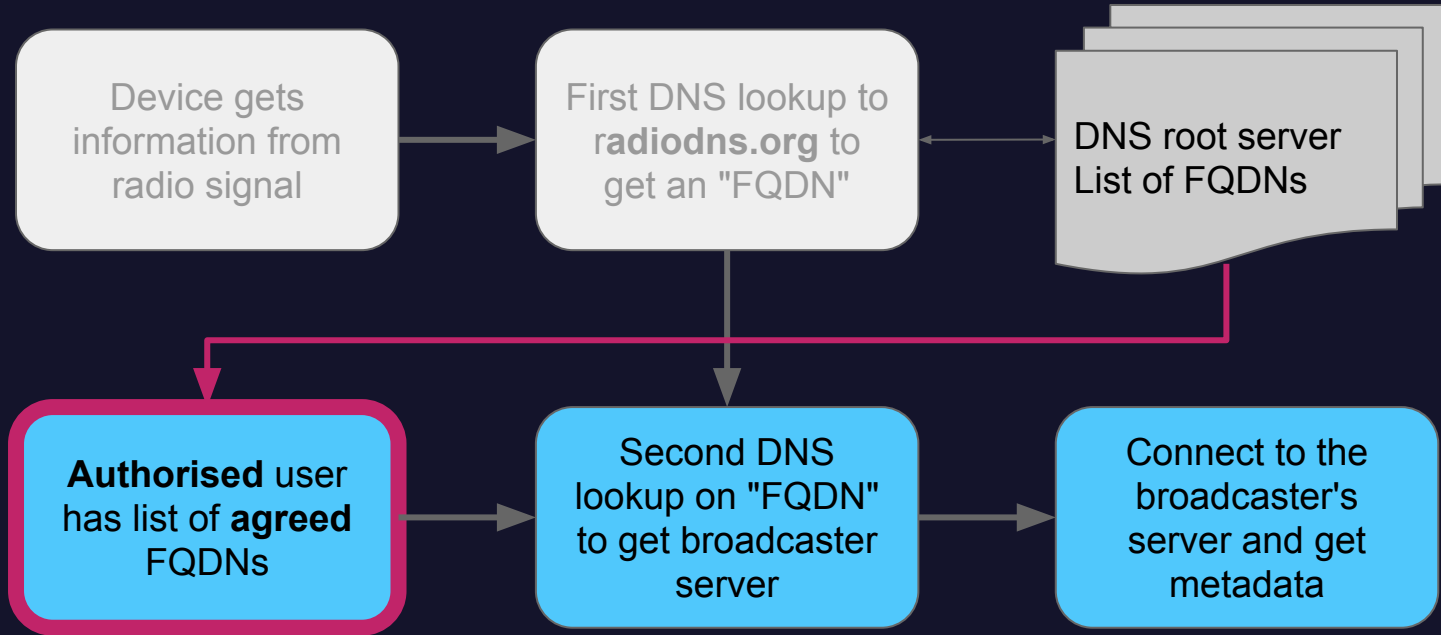 Device gets
information from
radio signal
First DNS lookup to
radiodns.org to
get an "FQDN"
DNS root server
List of FQDNs
Authorised user
has list of agreed
FQDNs
Second DNS
lookup on "FQDN"
to get broadcaster
server
Connect to the
broadcaster's
server and get
metadata